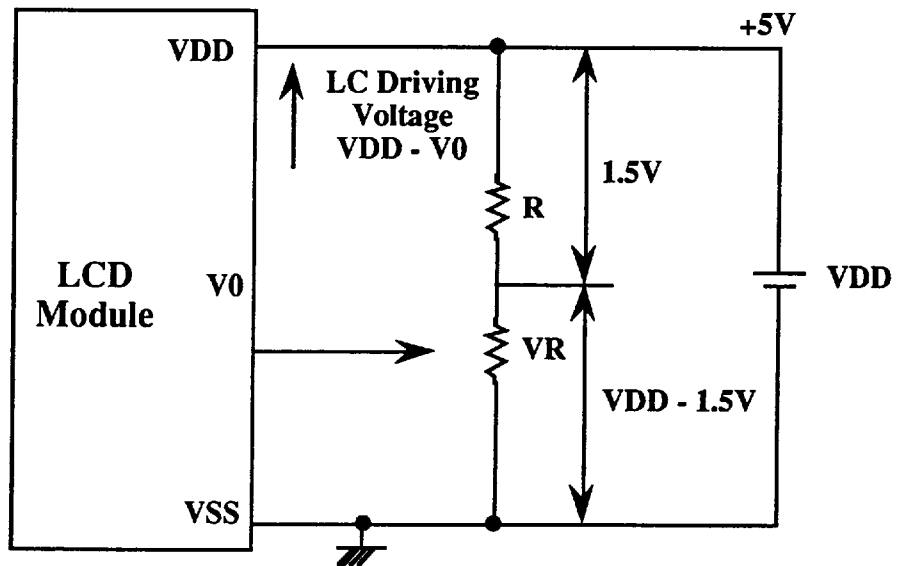 +5V
VDD
LC Driving
Voltage
VDD - V0
1.5V
R
LCD
Module
V0
VDD
VR
VDD - 1.5V
VSS